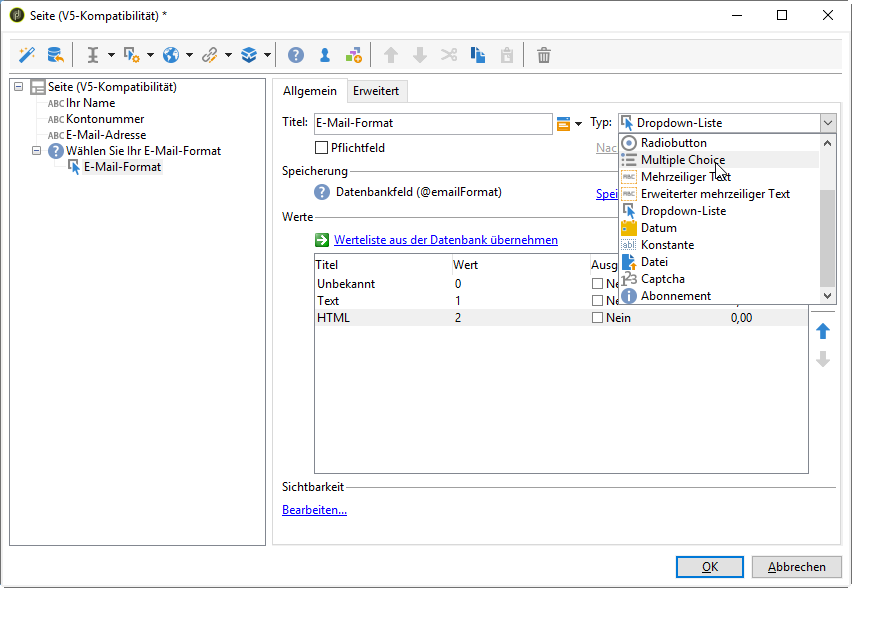 Seite (V5-Kompatibilität) *
Seite (V5-Kompatibilität)
ABC Ihr Name
ABC Kontonummer
ABC E-Mail-Adresse
Wählen Sie Ihr E-Mail-Format
E-Mail-Format
Allgemein
Erweitert
Titel:
E-Mail-Format
Typ:
Dropdown-Liste
Pflichtfeld
Nac
Speicherung
Datenbankfeld (@emailFormat)
Spei
Werte
Werteliste aus der Datenbank übernehmen
Titel Wert Ausg
Unbekannt 0 Ne
Text 1 Ne
HTML 2 Nein 0,00
Radiobutton
Multiple Choice
Mehrzeiliger Text
Erweiterter mehrzeiliger Text
Dropdown-Liste
Datum
Konstante
Datei
Captcha
Abonnement
Sichtbarkeit
Bearbeiten...
OK
Abbrechen